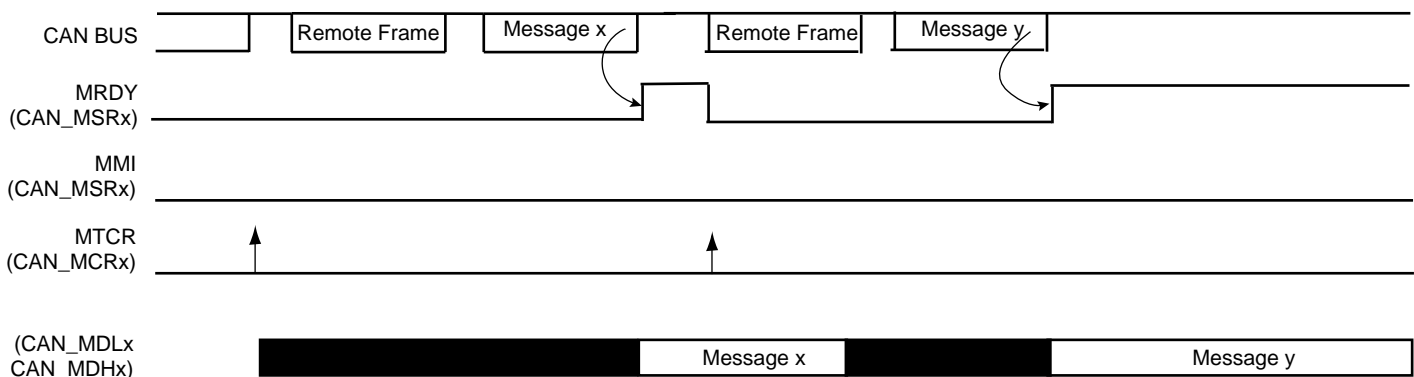 CAN BUS
Remote Frame
Message x
Remote Frame
Message y
MRDY
(CAN_MSRx)
MMI
(CAN_MSRx)
MTCR
(CAN_MCRx)
(CAN_MDLx
CAN_MDHx)
Message x
Message y